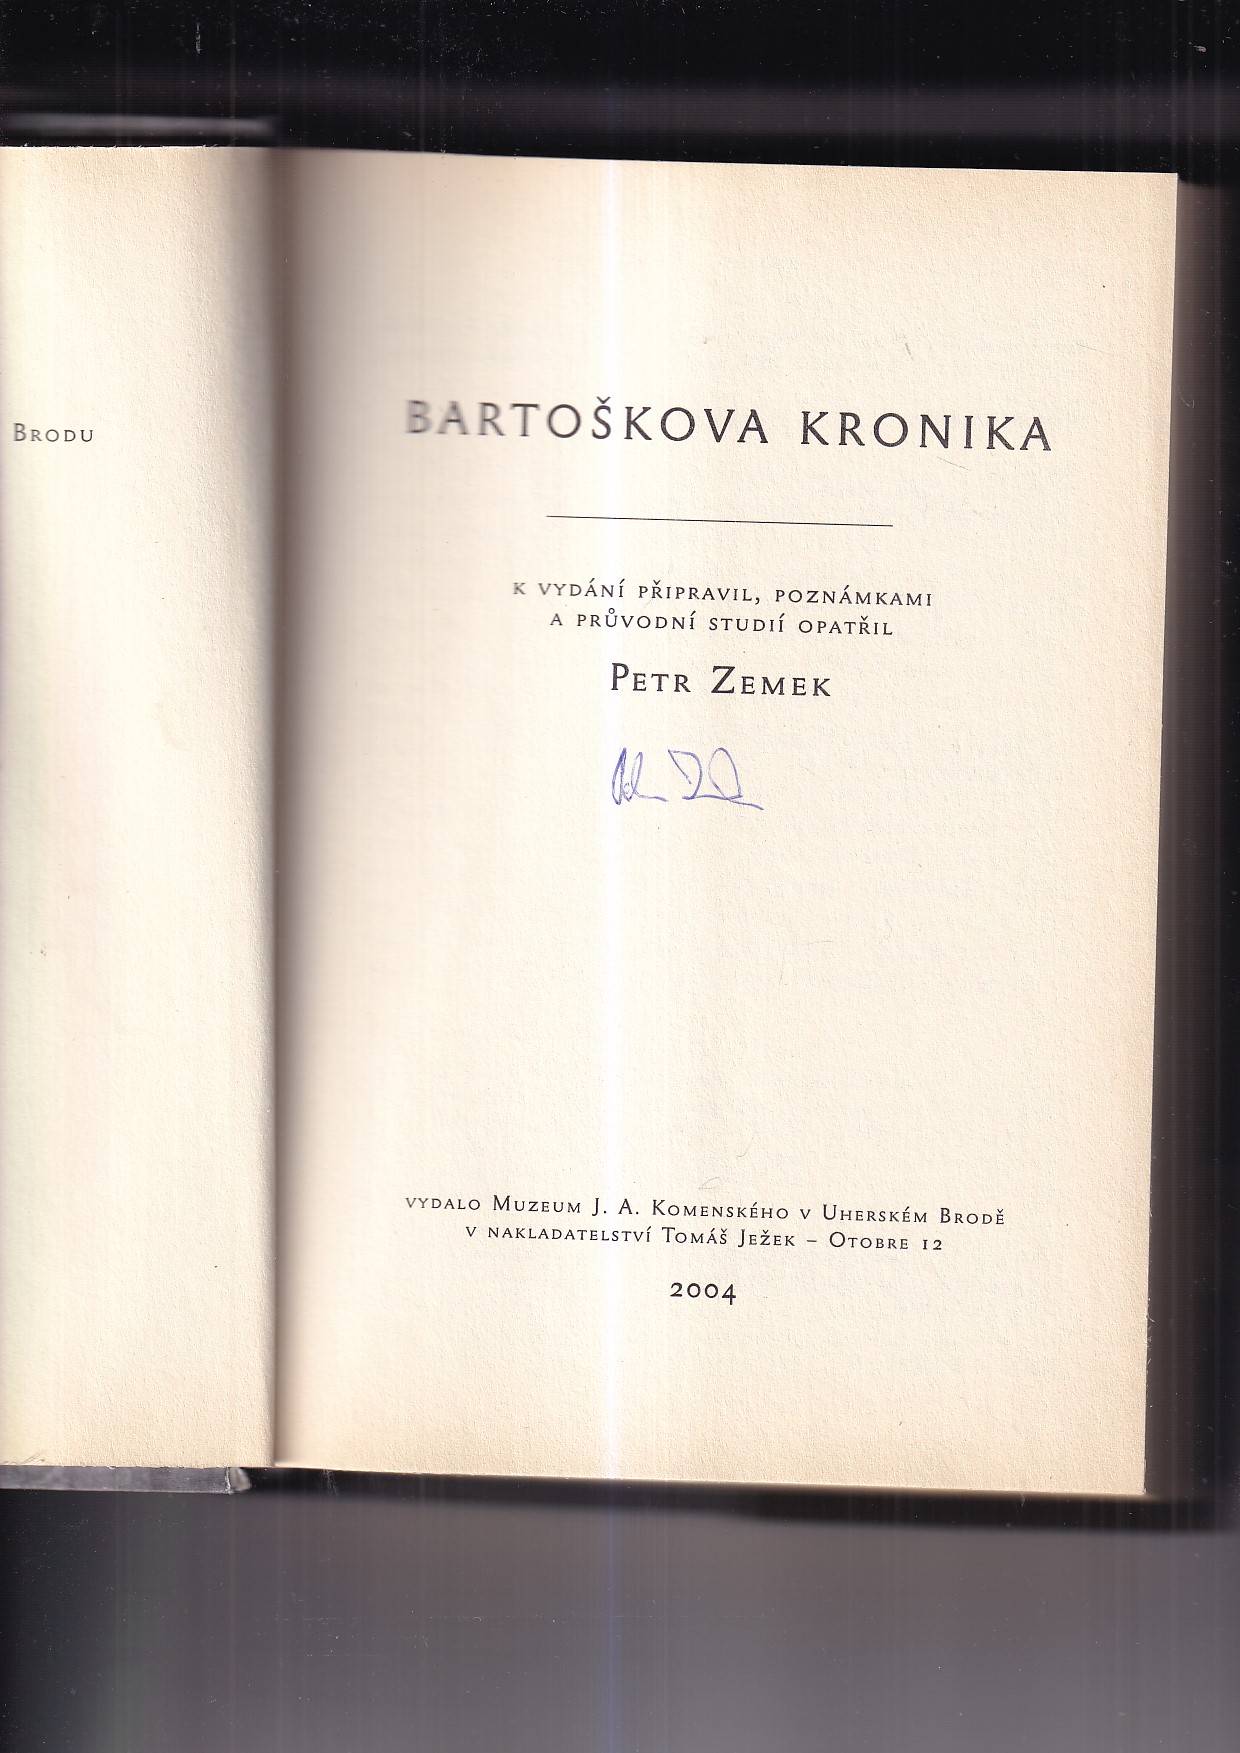 Brodu
BARTOŠKOVA KRONIKA
K VYDÁNÍ PŘIPRAVIL, POZNÁMKAMI
A PRŮVODNÍ STUDIÍ OPATŘIL
Petr Zemek
vydalo Muzeum J. A. Komenského v Uherském Brodě
v nakladatelství Tomáš Ježek – Otobre 12
2004